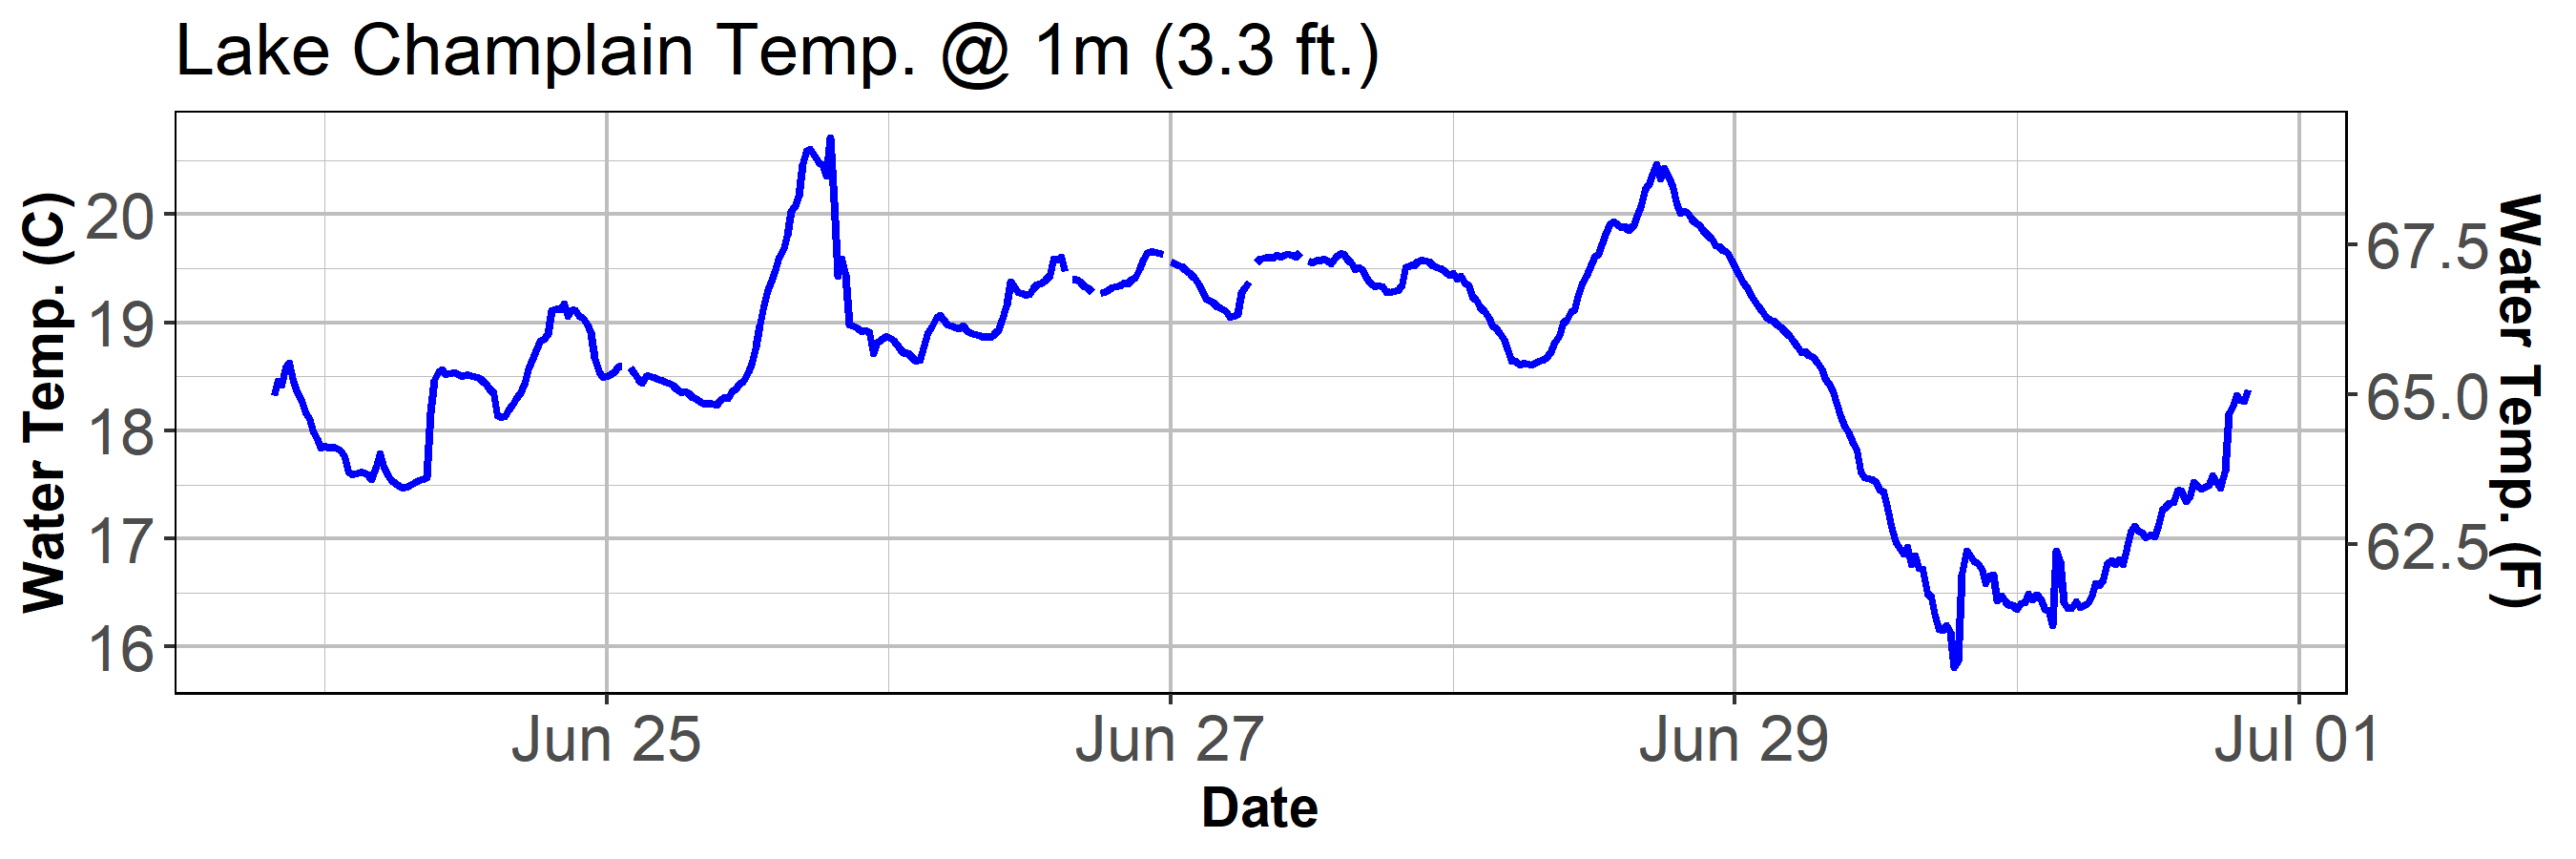 Lake Champlain Temp. @ 1m (3.3 ft.)
Water Temp. (C)
20
19
18
17
16
67.5
65.0
62.5
Water Temp. (F)
Jun 25
Jun 27
Jun 29
Jul 01
Date